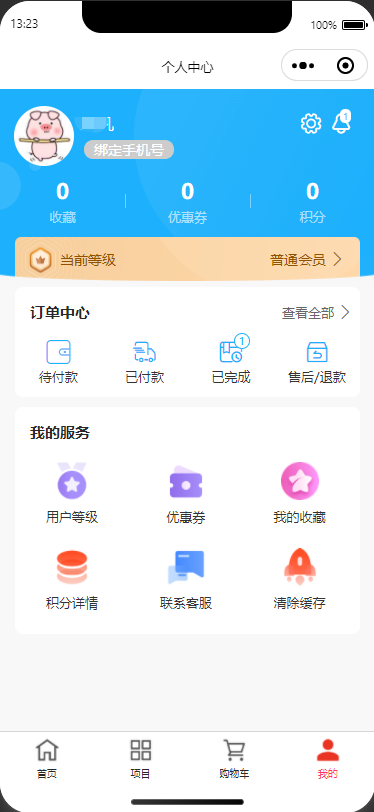 13:23
100%
个人中心
1
绑定手机号
0
0
0
收藏
优惠券
积分
当前等级
普通会员
订单中心
查看全部
1
待付款
已付款
已完成
售后/退款
我的服务
用户等级
优惠券
我的收藏
积分详情
联系客服
清除缓存
首页
项目
购物车
我的